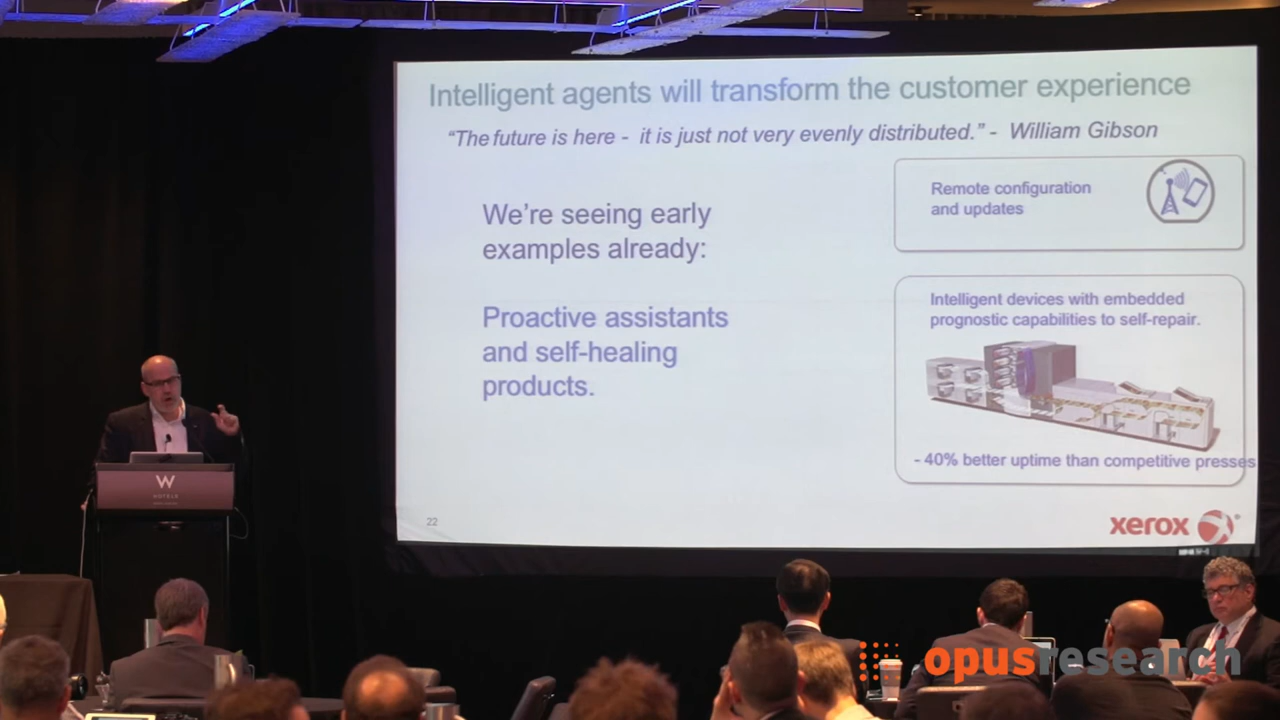 Intelligent agents will transform the customer experience
“The future is here - it is just not very evenly distributed.” - William Gibson
We’re seeing early
examples already:
Proactive assistants
and self-healing
products.
Remote configuration
and updates
Intelligent devices with embedded
prognostic capabilities to self-repair.
- 40% better uptime than competitive presses
22
xerox
W
HOTELS
opusresearch